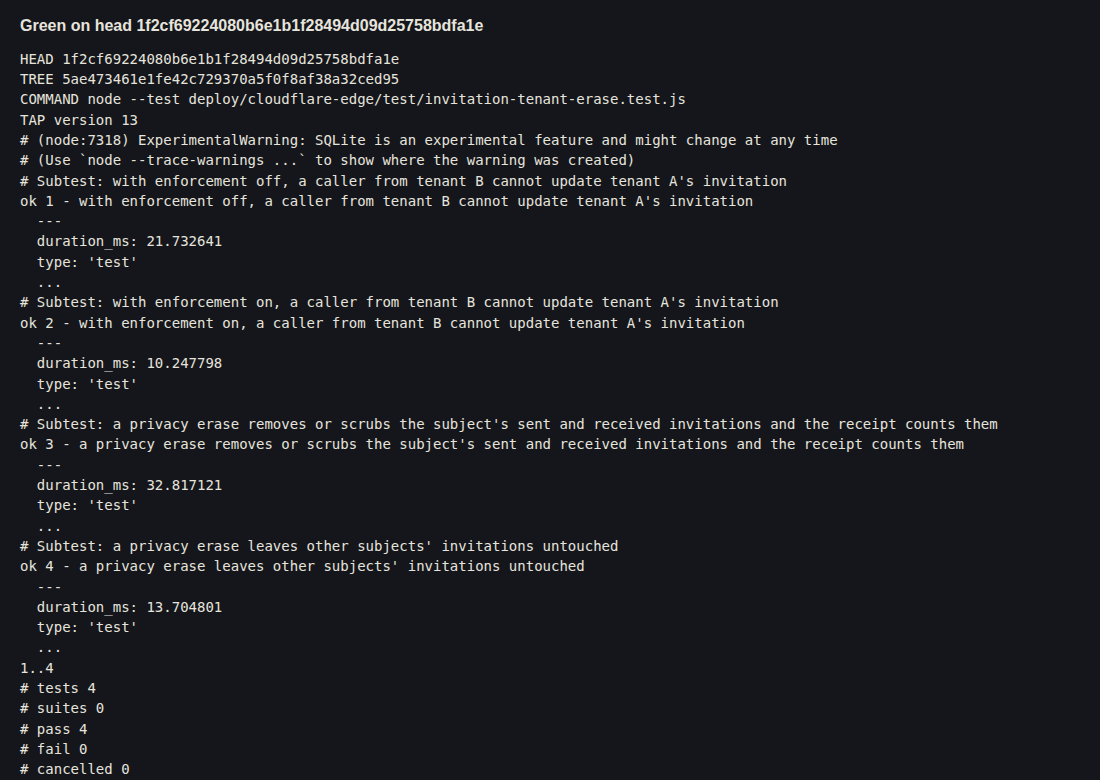 Green on head 1f2cf69224080b6e1b1f28494d09d25758bdfa1e
HEAD 1f2cf69224080b6e1b1f28494d09d25758bdfa1e
TREE 5ae473461e1fe42c729370a5f0f8af38a32ced95
COMMAND node --test deploy/cloudflare-edge/test/invitation-tenant-erase.test.js
TAP version 13
# (node:7318) ExperimentalWarning: SQLite is an experimental feature and might change at any time
# (Use `node --trace-warnings ...` to show where the warning was created)
# Subtest: with enforcement off, a caller from tenant B cannot update tenant A's invitation
ok 1 - with enforcement off, a caller from tenant B cannot update tenant A's invitation
  ---
  duration_ms: 21.732641
  type: 'test'
  ...
# Subtest: with enforcement on, a caller from tenant B cannot update tenant A's invitation
ok 2 - with enforcement on, a caller from tenant B cannot update tenant A's invitation
  ---
  duration_ms: 10.247798
  type: 'test'
  ...
# Subtest: a privacy erase removes or scrubs the subject's sent and received invitations and the receipt counts them
ok 3 - a privacy erase removes or scrubs the subject's sent and received invitations and the receipt counts them
  ---
  duration_ms: 32.817121
  type: 'test'
  ...
# Subtest: a privacy erase leaves other subjects' invitations untouched
ok 4 - a privacy erase leaves other subjects' invitations untouched
  ---
  duration_ms: 13.704801
  type: 'test'
  ...
1..4
# tests 4
# suites 0
# pass 4
# fail 0
# cancelled 0